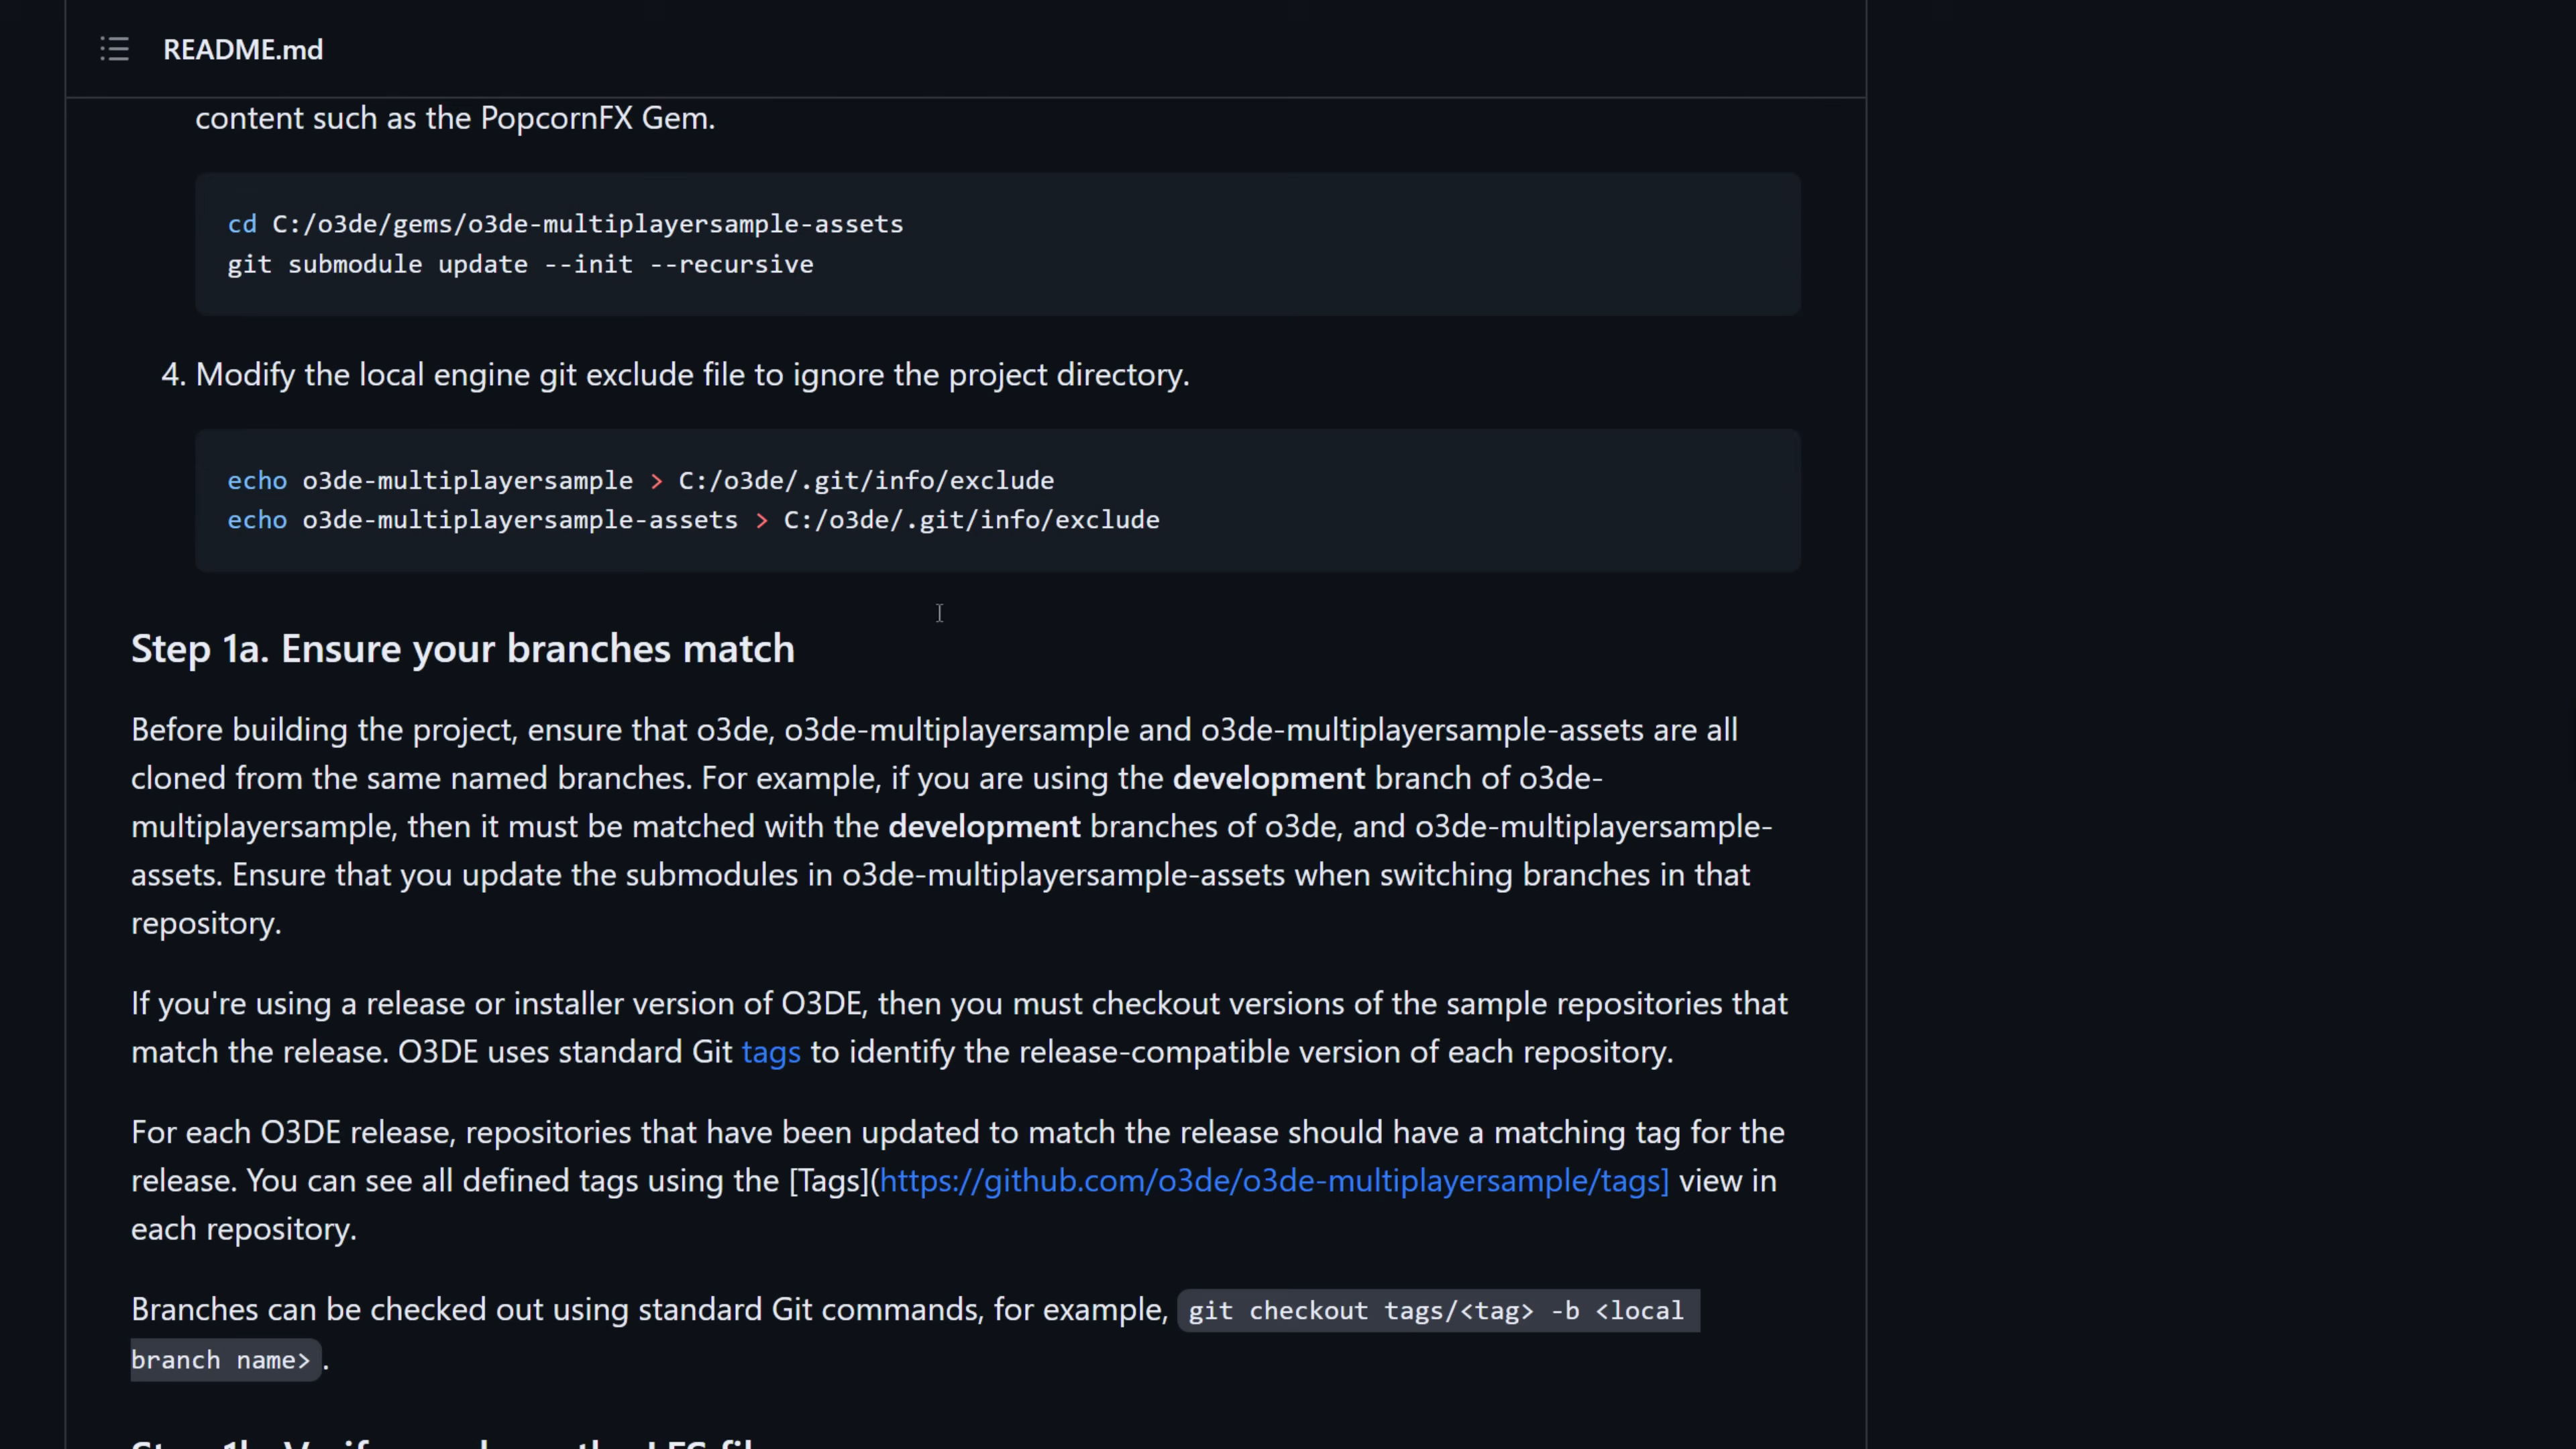 README.md
content such as the PopcornFX Gem.
cd C:/o3de/gems/o3de-multiplayersample-assets
git submodule update --init --recursive
4. Modify the local engine git exclude file to ignore the project directory.
echo o3de-multiplayersample > C:/o3de/.git/info/exclude
echo o3de-multiplayersample-assets > C:/o3de/.git/info/exclude
Step 1a. Ensure your branches match
Before building the project, ensure that o3de, o3de-multiplayersample and o3de-multiplayersample-assets are all
cloned from the same named branches. For example, if you are using the development branch of o3de-
multiplayersample, then it must be matched with the development branches of o3de, and o3de-multiplayersample-
assets. Ensure that you update the submodules in o3de-multiplayersample-assets when switching branches in that
repository.
If you're using a release or installer version of O3DE, then you must checkout versions of the sample repositories that
match the release. O3DE uses standard Git tags to identify the release-compatible version of each repository.
For each O3DE release, repositories that have been updated to match the release should have a matching tag for the
release. You can see all defined tags using the [Tags](https://github.com/o3de/o3de-multiplayersample/tags] view in
each repository.
Branches can be checked out using standard Git commands, for example, git checkout tags/<tag> -b <local
branch name>.